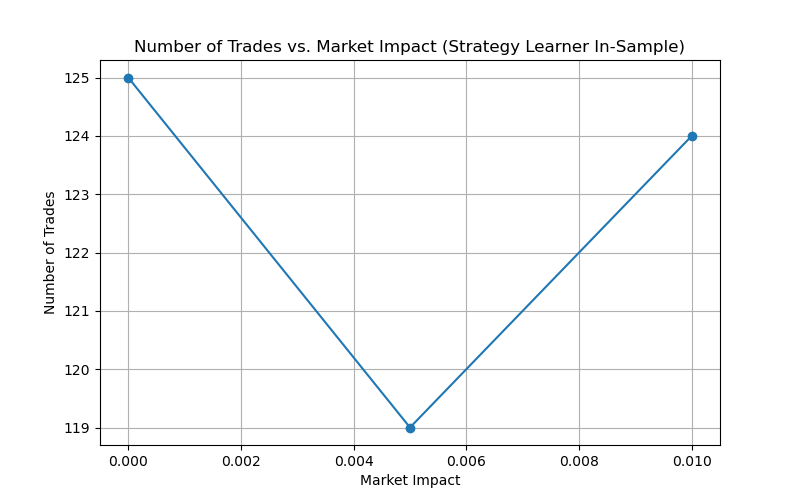 Number of Trades vs. Market Impact (Strategy Learner In-Sample)
125
124
123
122
121
120
119
Number of Trades
0.000 0.002 0.004 0.006 0.008 0.010
Market Impact